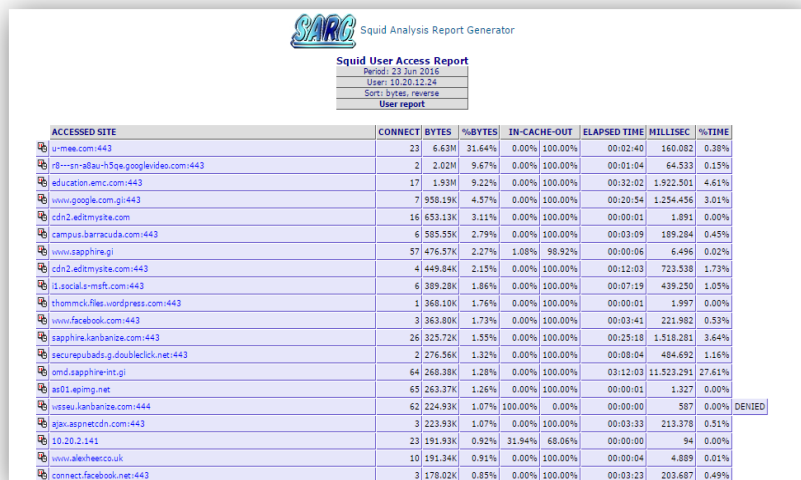 SARG Squid Analysis Report Generator
Squid User Access Report
Period: 23 Jun 2016
User: 10.20.12.24
Sort: bytes, reverse
User report
ACCESSED SITE CONNECT BYTES %BYTES IN-CACHE-OUT ELAPSED TIME MILLISEC %TIME
u-mee.com:443 23 6.63M 31.64% 0.00% 100.00% 00:02:40 160.082 0.38%
r8---sn-a8au-h5qe.googlevideo.com:443 2 2.02M 9.67% 0.00% 100.00% 00:01:04 64.533 0.15%
education.emc.com:443 17 1.93M 9.22% 0.00% 100.00% 00:32:02 1.922.501 4.61%
www.google.com.gi:443 7 958.19K 4.57% 0.00% 100.00% 00:20:54 1.254.456 3.01%
cdn2.editmysite.com 16 653.13K 3.11% 0.00% 100.00% 00:00:01 1.891 0.00%
campus.barracuda.com:443 6 585.55K 2.79% 0.00% 100.00% 00:03:09 189.284 0.45%
www.sapphire.gi 57 476.57K 2.27% 1.08% 98.92% 00:00:06 6.496 0.02%
cdn2.editmysite.com:443 4 449.84K 2.15% 0.00% 100.00% 00:12:03 723.538 1.73%
i1.social.s-msft.com:443 6 389.28K 1.86% 0.00% 100.00% 00:07:19 439.250 1.05%
thommck.files.wordpress.com:443 1 368.10K 1.76% 0.00% 100.00% 00:00:01 1.997 0.00%
www.facebook.com:443 3 363.80K 1.73% 0.00% 100.00% 00:03:41 221.982 0.53%
sapphire.kanbanize.com:443 26 325.72K 1.55% 0.00% 100.00% 00:25:18 1.518.281 3.64%
securepubads.g.doubleclick.net:443 2 276.56K 1.32% 0.00% 100.00% 00:08:04 484.692 1.16%
omd.sapphire-int.gi 64 268.38K 1.28% 0.00% 100.00% 03:12:03 11.523.291 27.61%
as01.epimg.net 65 263.37K 1.26% 0.00% 100.00% 00:00:01 1.327 0.00%
wsseu.kanbanize.com:444 62 224.93K 1.07% 100.00% 0.00% 00:00:00 587 0.00% DENIED
ajax.aspnetcdn.com:443 3 223.93K 1.07% 0.00% 100.00% 00:03:33 213.378 0.51%
10.20.2.141 23 191.93K 0.92% 31.94% 68.06% 00:00:00 94 0.00%
www.alexheer.co.uk 10 191.34K 0.91% 0.00% 100.00% 00:00:04 4.889 0.01%
connect.facebook.net:443 3 178.02K 0.85% 0.00% 100.00% 00:03:23 203.687 0.49%